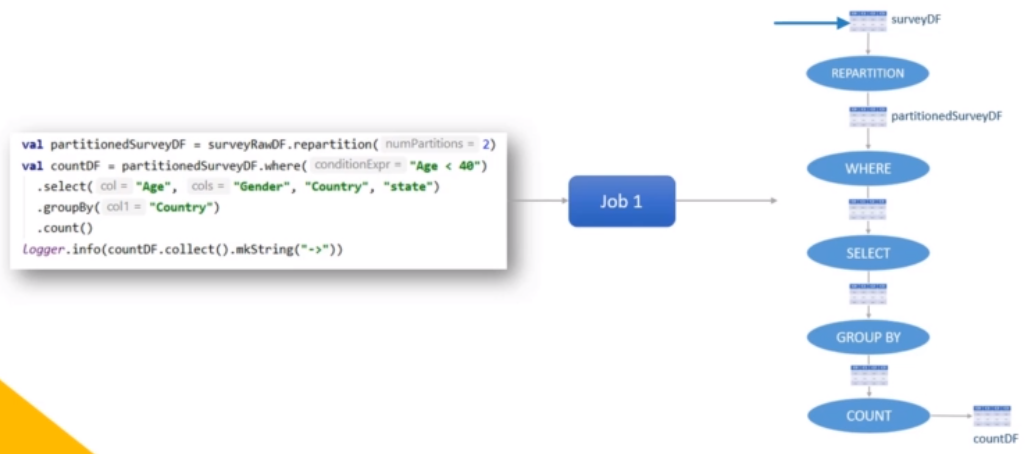 val partitionedSurveyDF = surveyRawDF.repartition( numPartitions = 2)
val countDF = partitionedSurveyDF.where( conditionExpr = "Age < 40")
.select( col = "Age", cols = "Gender", "Country", "state")
.groupBy( col1 = "Country")
.count()
logger.info(countDF.collect().mkString("->"))
Job 1
surveyDF
REPARTITION
partitionedSurveyDF
WHERE
SELECT
GROUP BY
COUNT
countDF